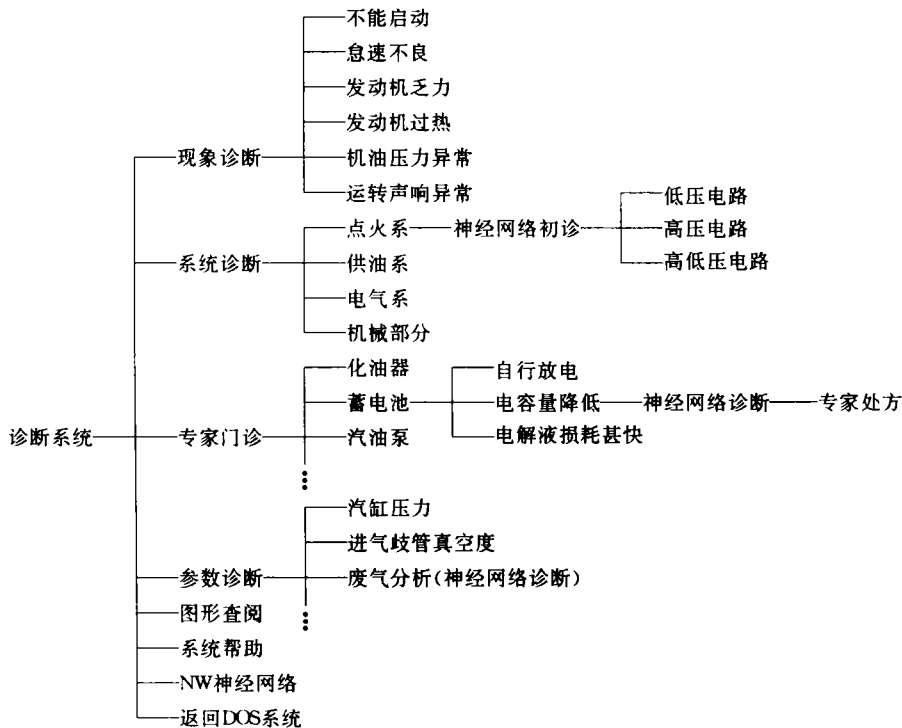 不能启动
怠速不良
发动机乏力
发动机过热
现象诊断 机油压力异常
运转声响异常
低压电路
点火系 神经网络初诊 高压电路
系统诊断 供油系 高低压电路
电气系
机械部分
化油器
自行放电
蓄电池 电容量降低 神经网络诊断 专家处方
诊断系统 专家门诊 汽油泵 电解液损耗甚快
⋮
汽缸压力
进气歧管真空度
参数诊断 废气分析(神经网络诊断)
图形查阅 ⋮
系统帮助
NW神经网络
返回DOS系统